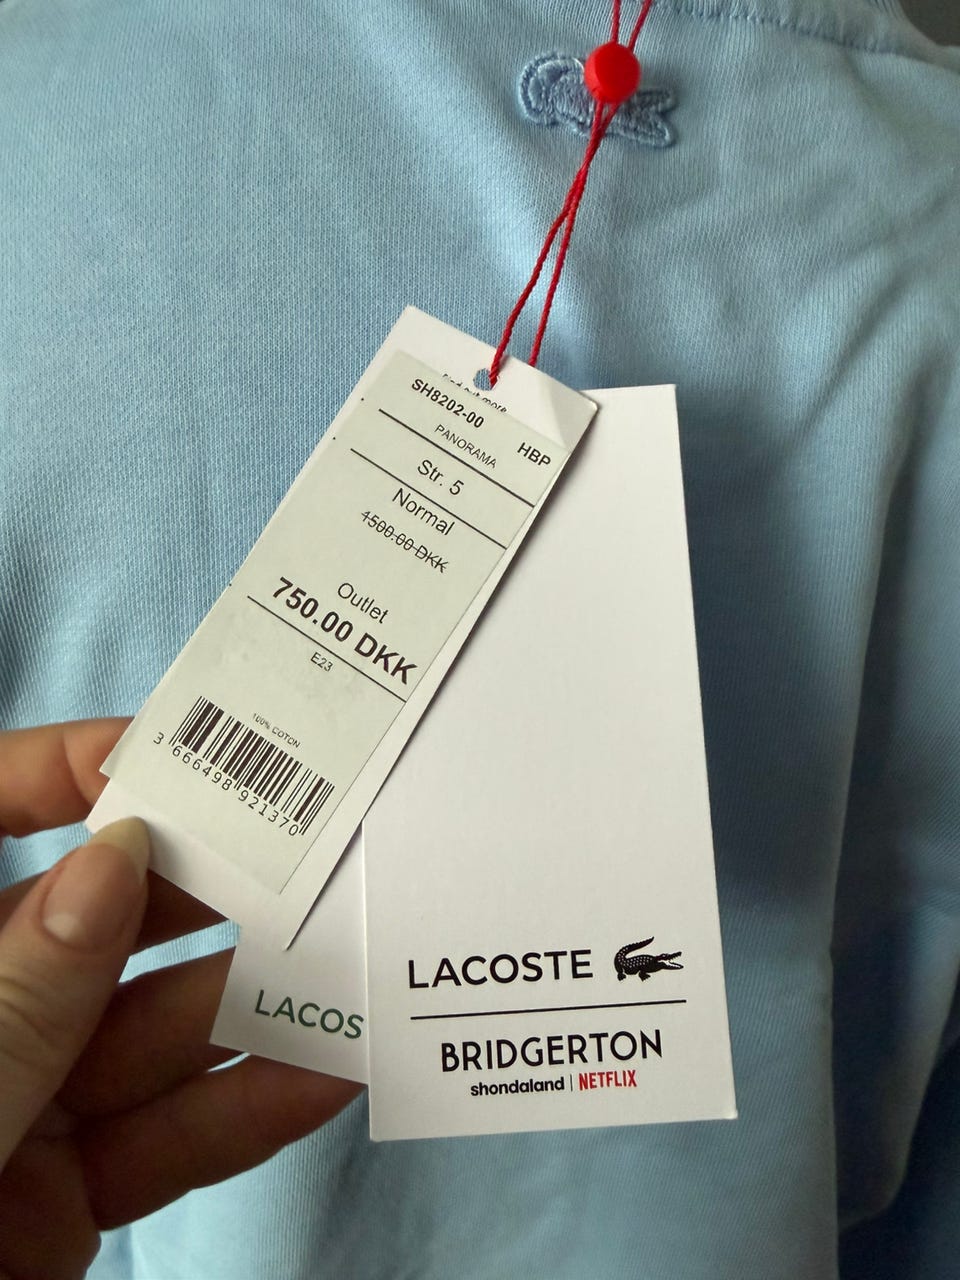 SH8202-00
PANORAMA HBP
Str. 5
Normal
1500.00 DKK
Outlet
750.00 DKK
E23
100% COTON
3 666498 921370
LACOS
LACOSTE
BRIDGERTON
shondaland | NETFLIX